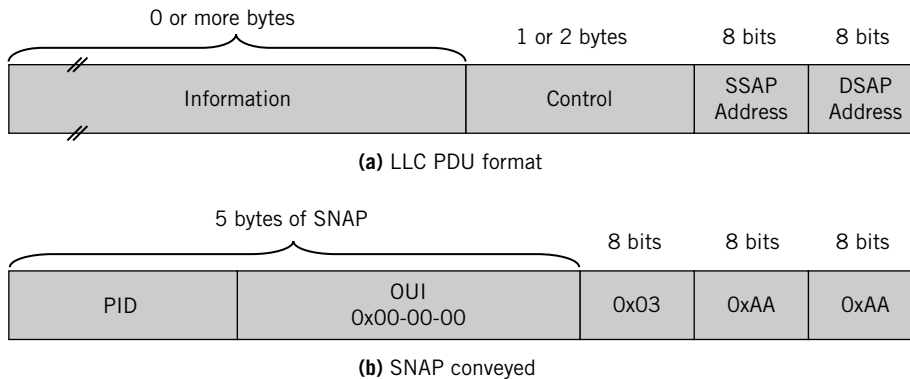 0 or more bytes
1 or 2 bytes 8 bits 8 bits
Information Control SSAP Address DSAP Address
(a) LLC PDU format
5 bytes of SNAP
8 bits 8 bits 8 bits
PID OUI 0x00-00-00 0x03 0xAA 0xAA
(b) SNAP conveyed